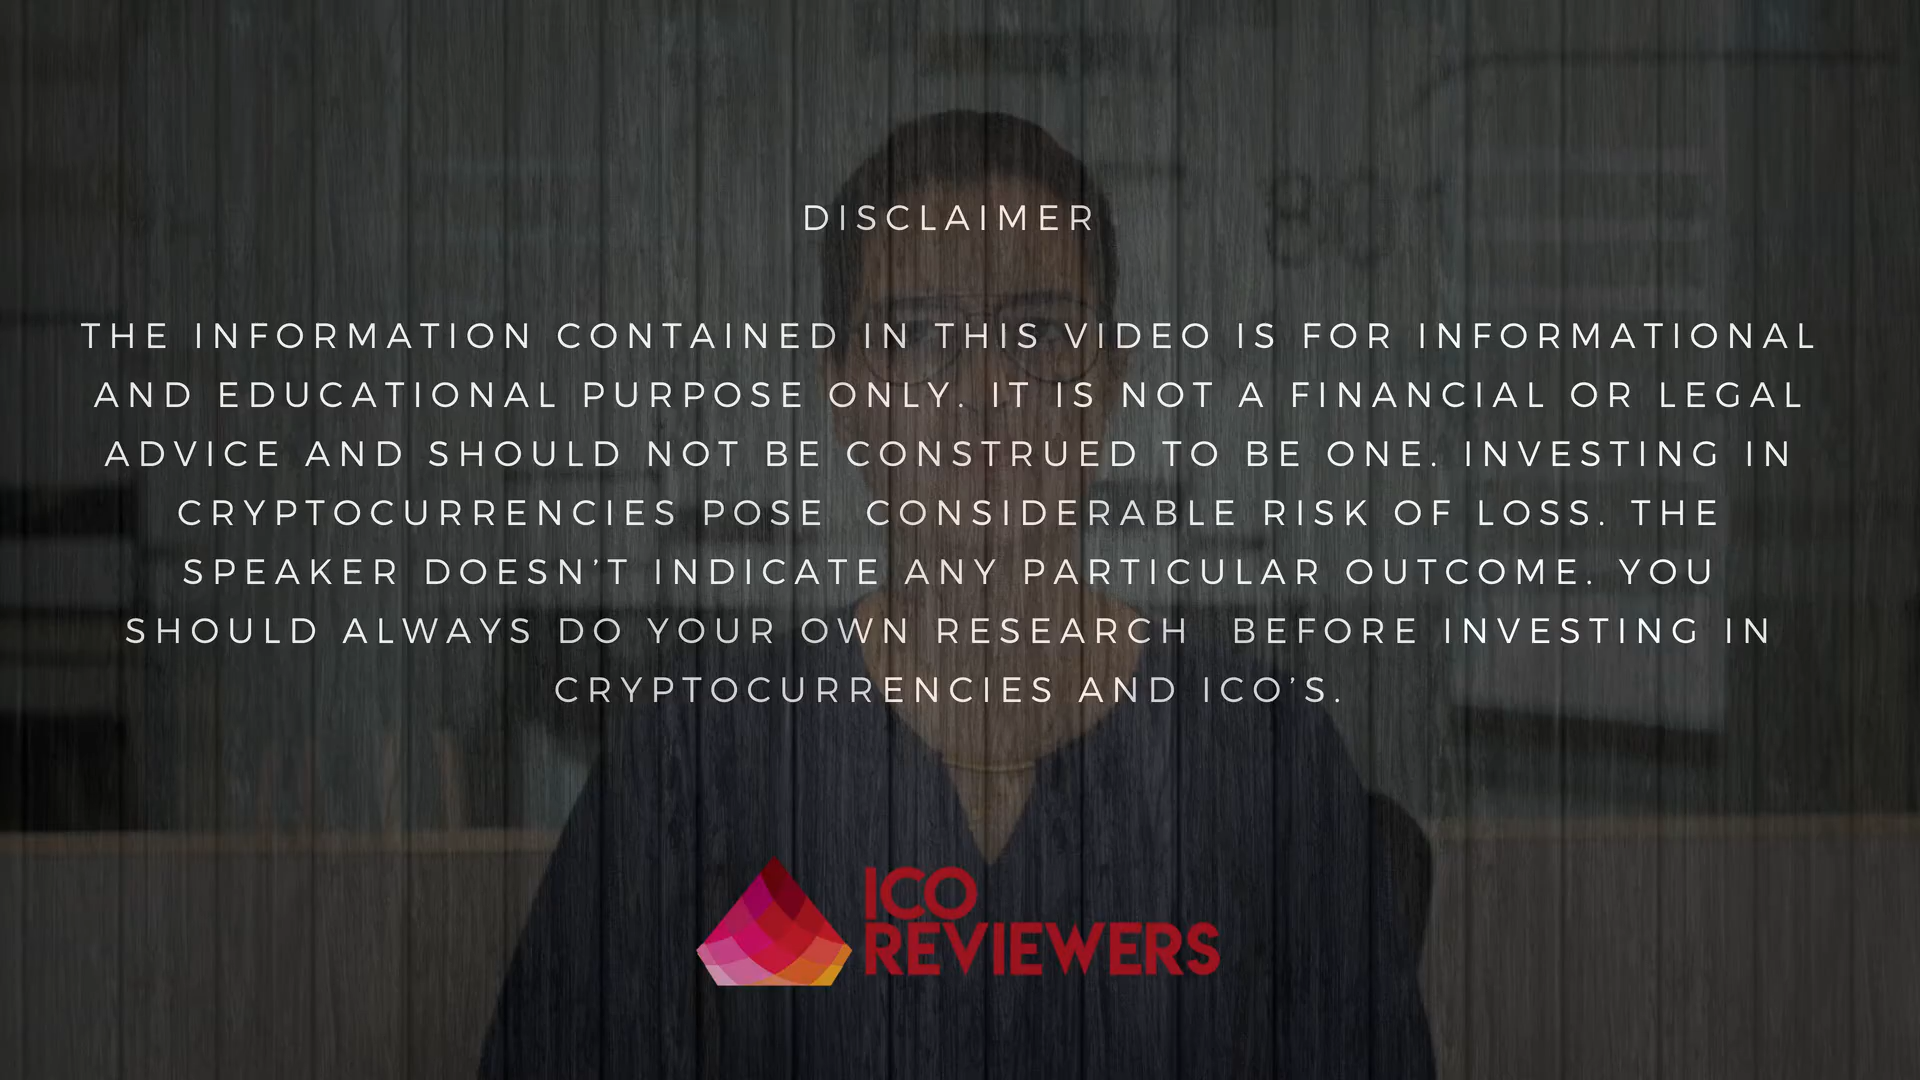 DISCLAIMER
THE INFORMATION CONTAINED IN THIS VIDEO IS FOR INFORMATIONAL
AND EDUCATIONAL PURPOSE ONLY. IT IS NOT A FINANCIAL OR LEGAL
ADVICE AND SHOULD NOT BE CONSTRUED TO BE ONE. INVESTING IN
CRYPTOCURRENCIES POSE CONSIDERABLE RISK OF LOSS. THE
SPEAKER DOESN’T INDICATE ANY PARTICULAR OUTCOME. YOU
SHOULD ALWAYS DO YOUR OWN RESEARCH BEFORE INVESTING IN
CRYPTOCURRENCIES AND ICO’S.
ICO
REVIEWERS